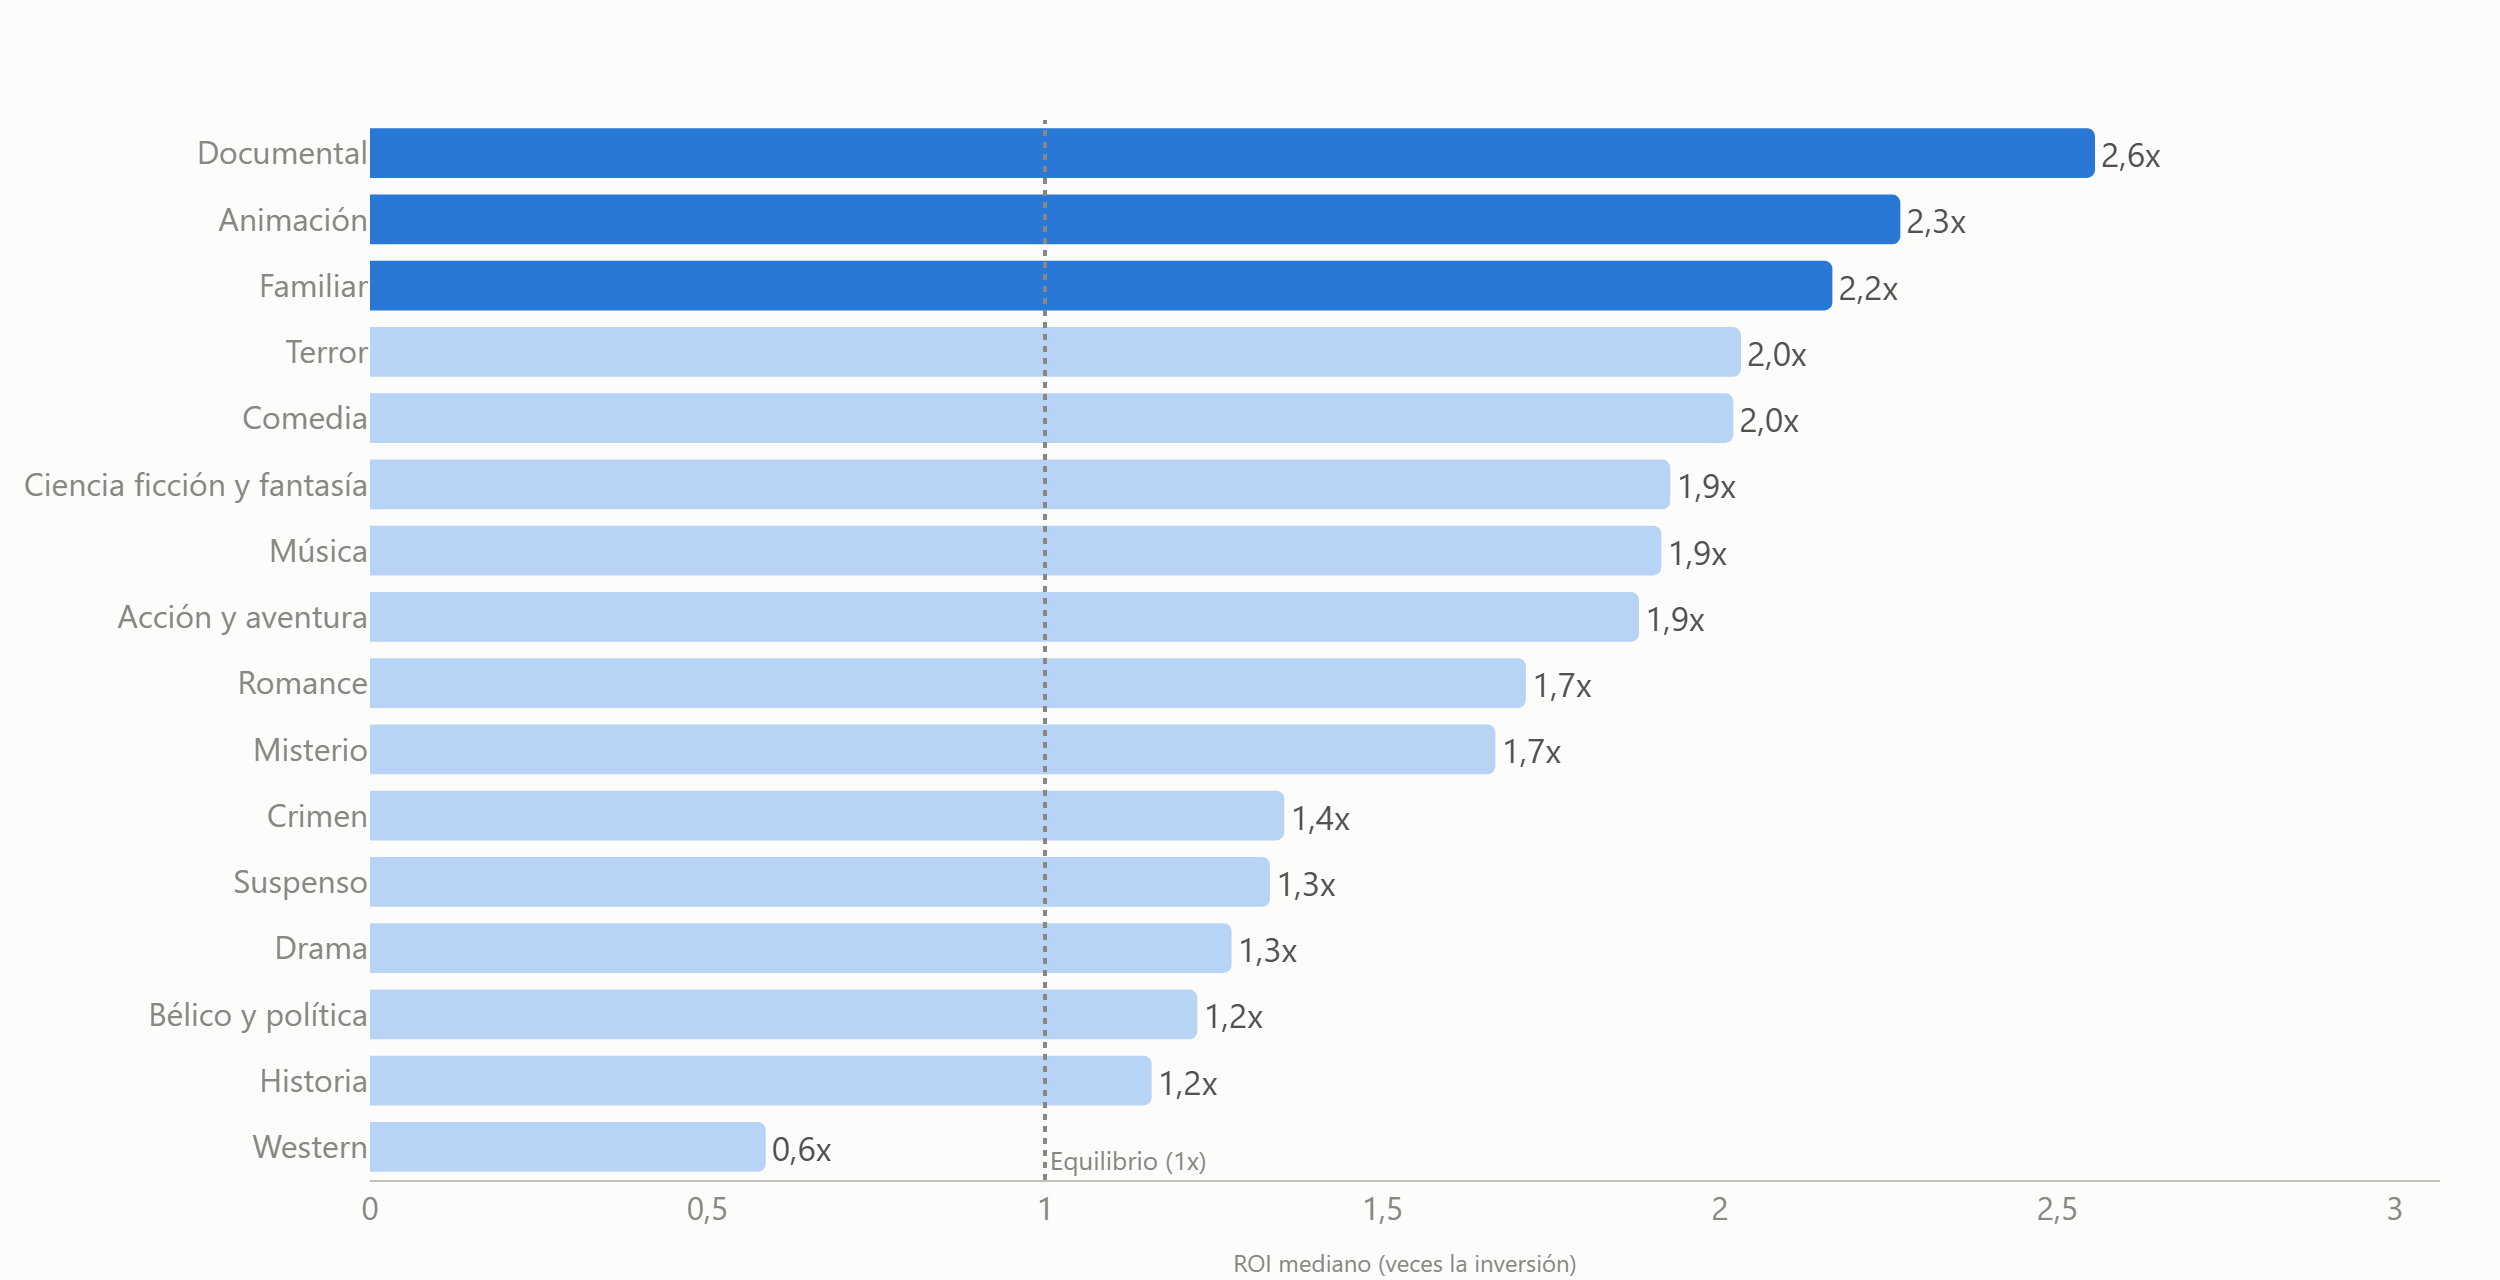 Documental 2,6x
Animación 2,3x
Familiar 2,2x
Terror 2,0x
Comedia 2,0x
Ciencia ficción y fantasía 1,9x
Música 1,9x
Acción y aventura 1,9x
Romance 1,7x
Misterio 1,7x
Crimen 1,4x
Suspenso 1,3x
Drama 1,3x
Bélico y política 1,2x
Historia 1,2x
Western 0,6x
Equilibrio (1x)
0 0,5 1 1,5 2 2,5 3
ROI mediano (veces la inversión)